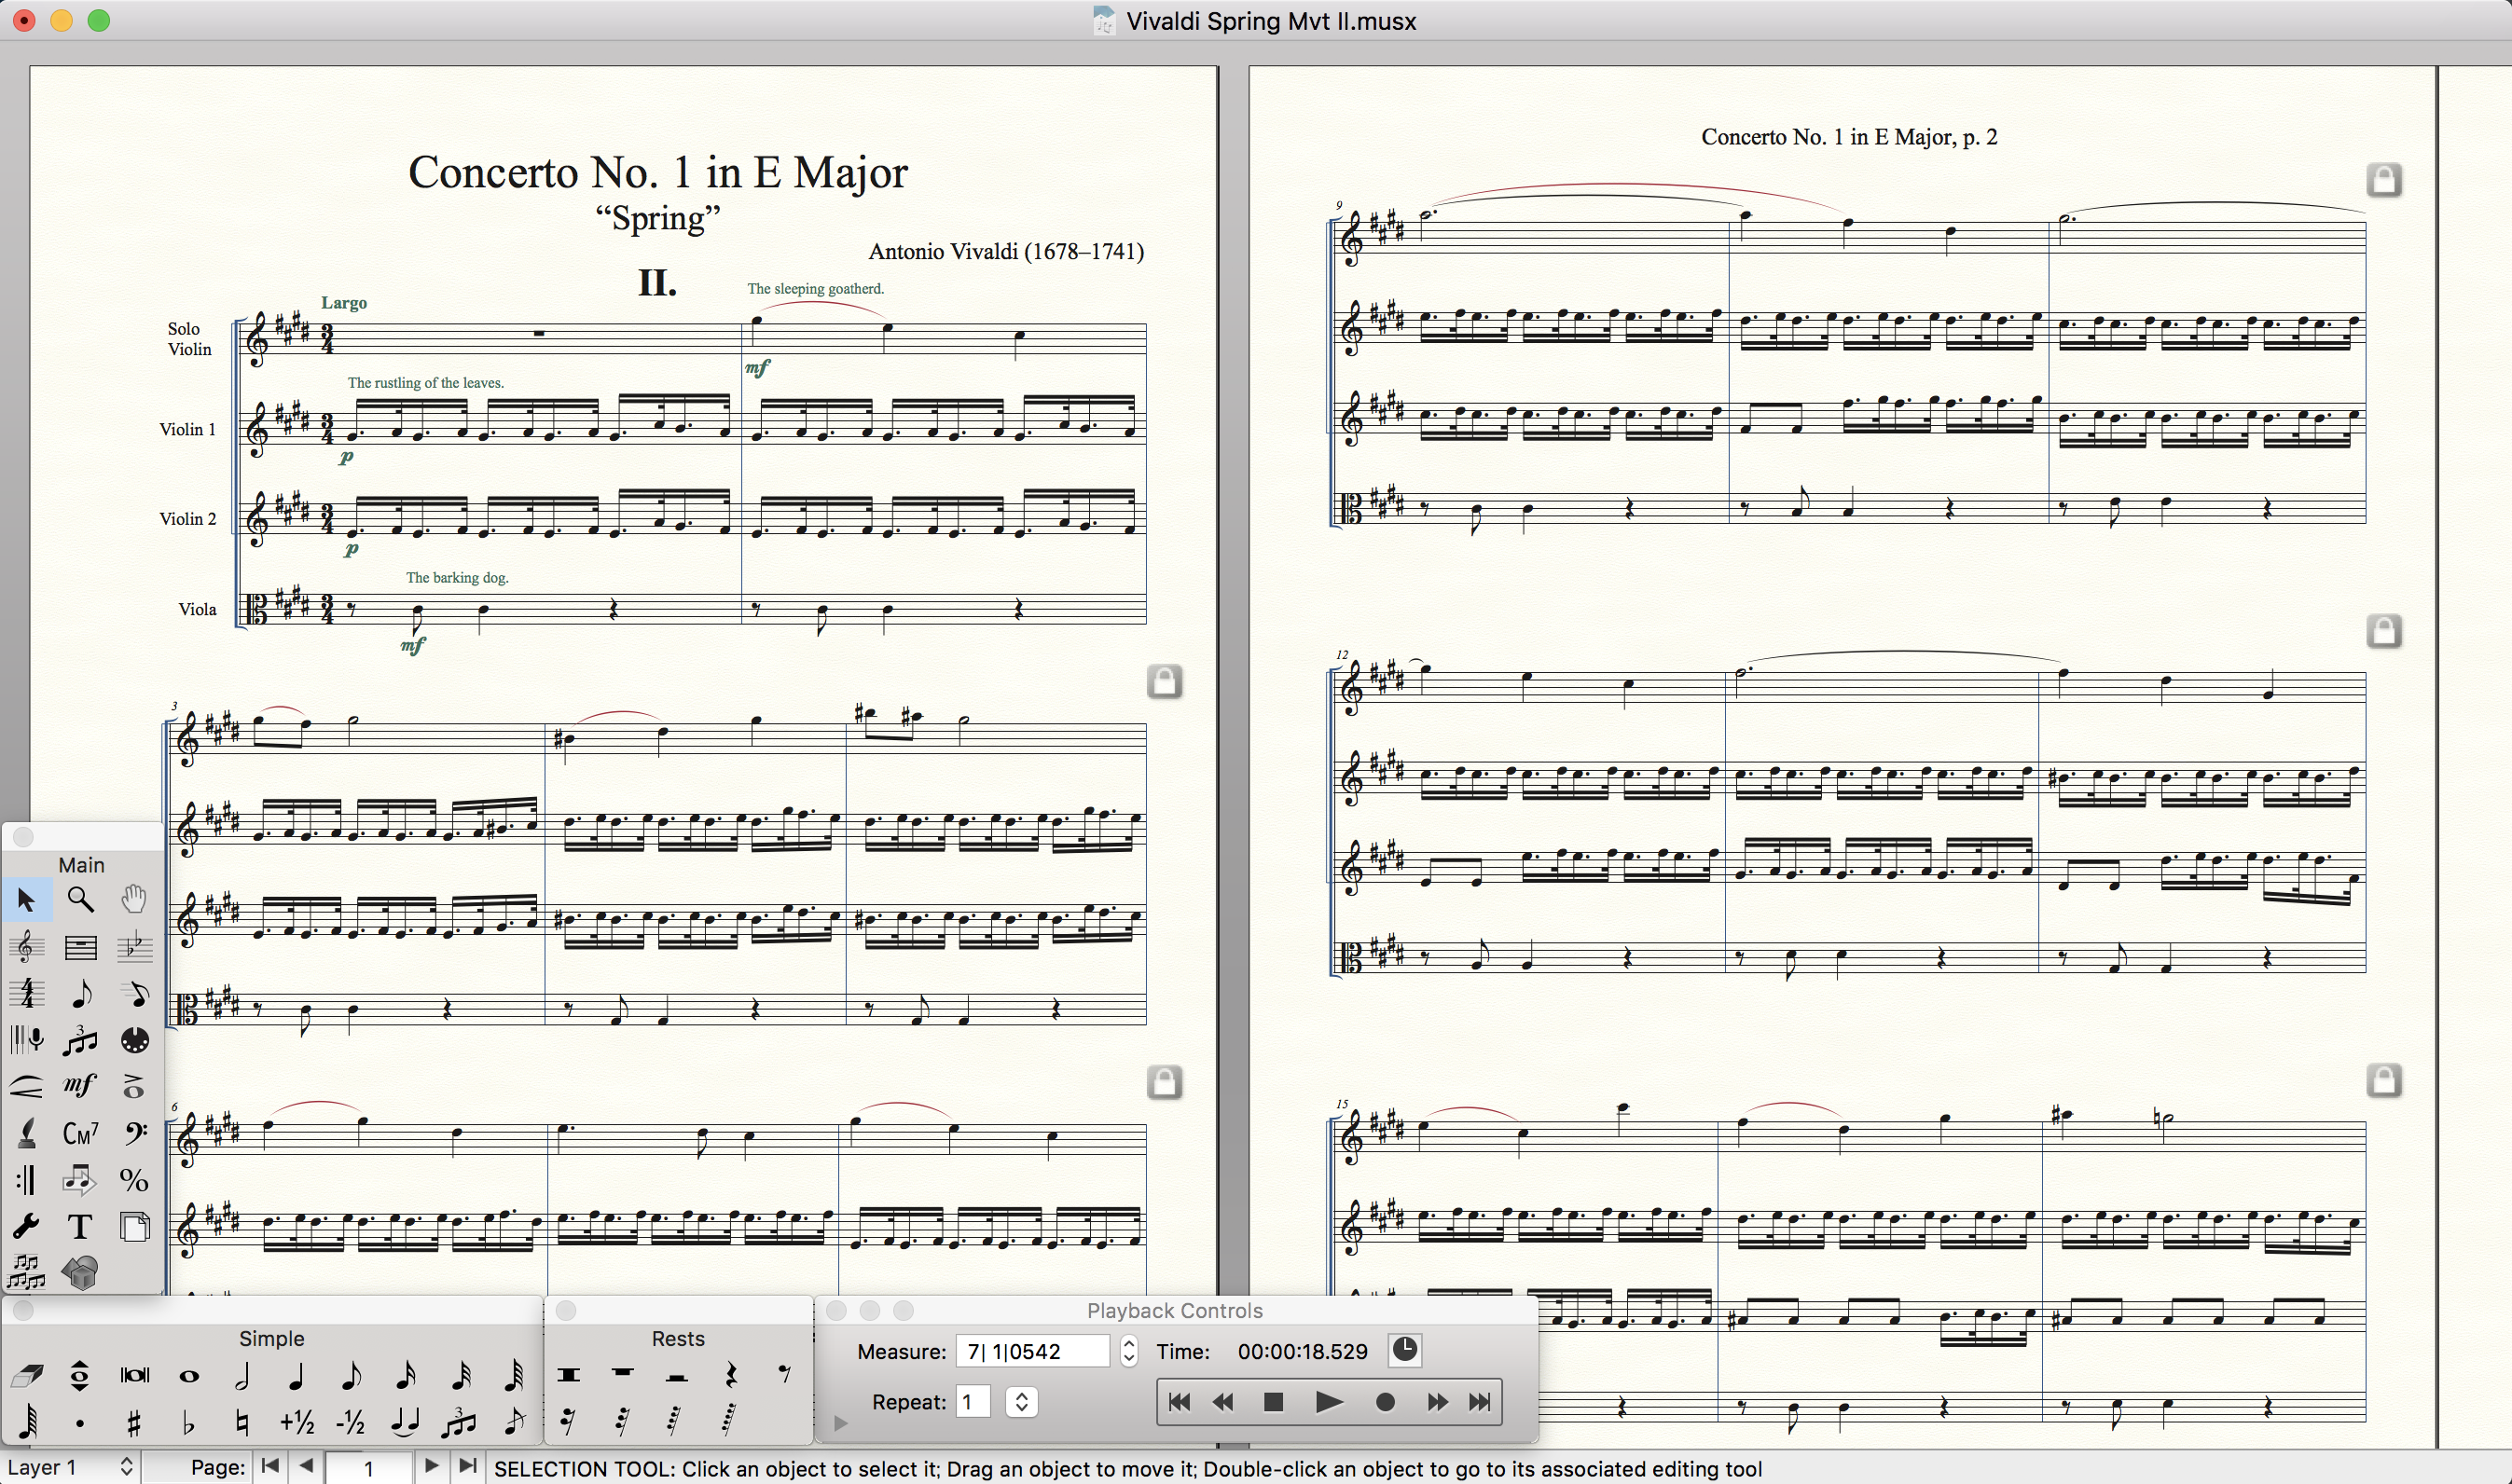 Vivaldi Spring Mvt II.musx
Concerto No. 1 in E Major
“Spring”
Antonio Vivaldi (1678–1741)
II.
Largo
The sleeping goatherd.
Solo
Violin
mf
The rustling of the leaves.
Violin 1
p
Violin 2
p
The barking dog.
Viola
mf
3
6
Concerto No. 1 in E Major, p. 2
9
12
15
Main
mf
CM7
%
T
Simple
+½ -½
Rests
Playback Controls
Measure: 7| 1|0542 Time: 00:00:18.529
Repeat: 1
Layer 1 Page: 1 SELECTION TOOL: Click an object to select it; Drag an object to move it; Double-click an object to go to its associated editing tool